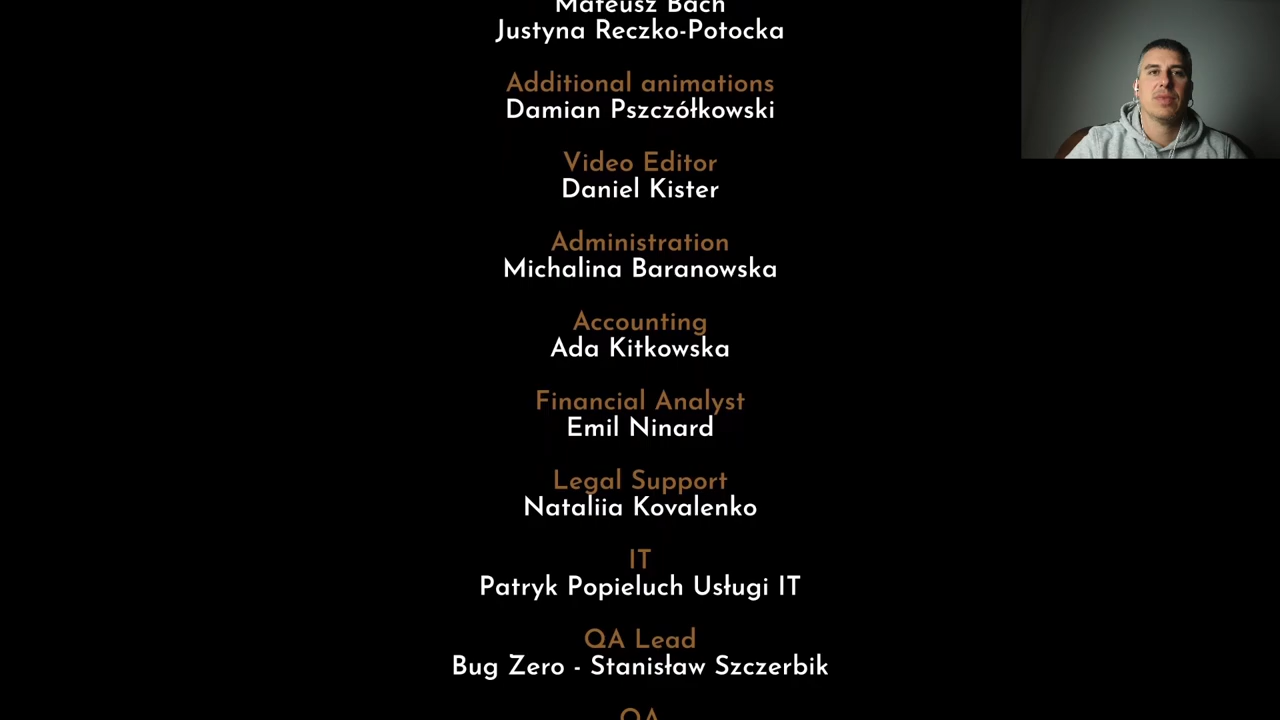 Mateusz Bach
Justyna Reczko-Potocka
Additional animations
Damian Pszczółkowski
Video Editor
Daniel Kister
Administration
Michalina Baranowska
Accounting
Ada Kitkowska
Financial Analyst
Emil Ninard
Legal Support
Nataliia Kovalenko
IT
Patryk Popieluch Usługi IT
QA Lead
Bug Zero - Stanisław Szczerbik
QA